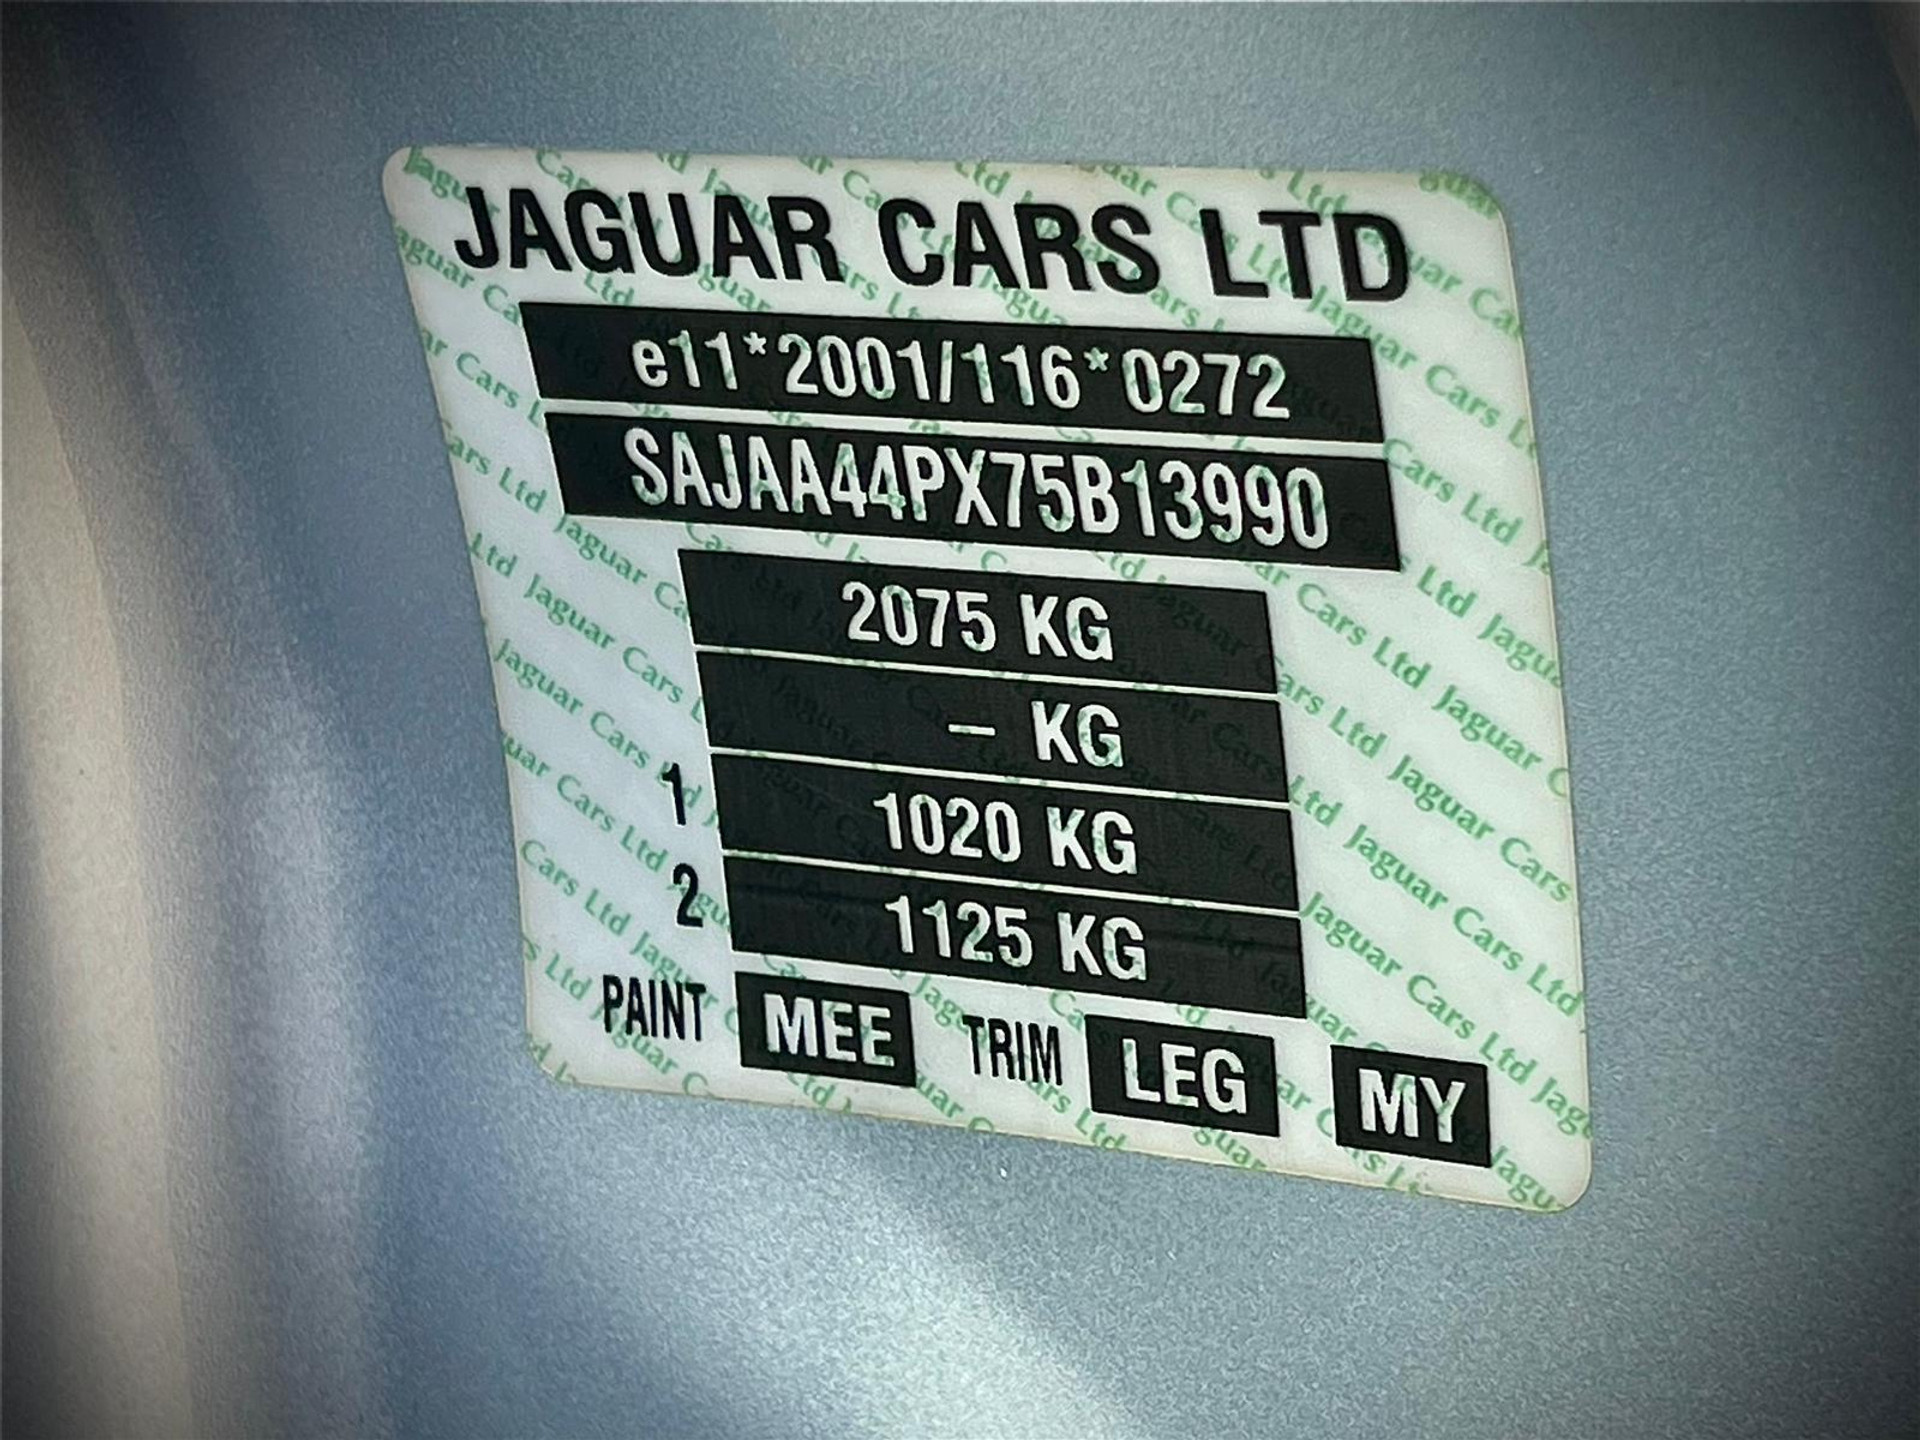 JAGUAR CARS LTD
e11*2001/116*0272
SAJAA44PX75B13990
2075 KG
– KG
1 1020 KG
2 1125 KG
PAINT MEE TRIM LEG MY